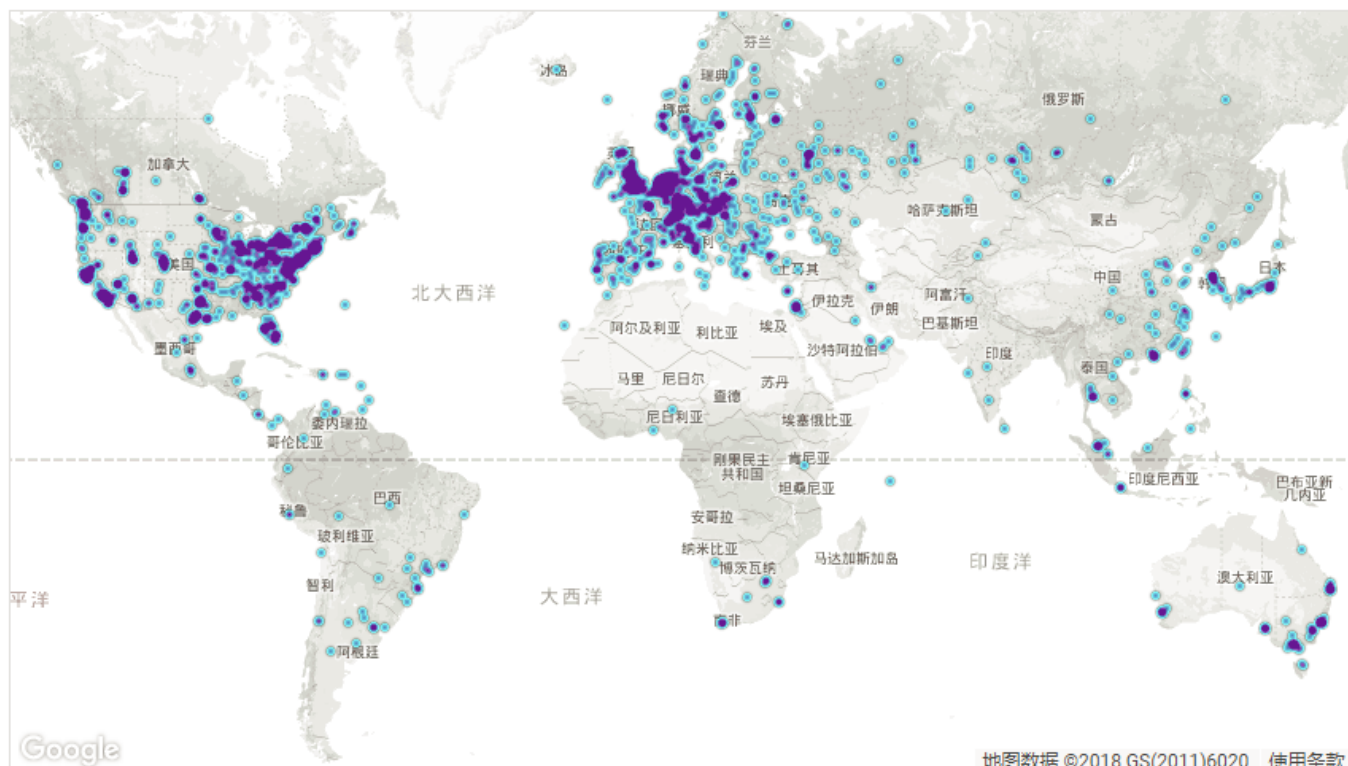 冰岛
芬兰
瑞典
挪威
俄罗斯
加拿大
哈萨克斯坦
蒙古
美国
土耳其
中国
日本
北大西洋
伊拉克
伊朗
阿富汗
巴基斯坦
阿尔及利亚
利比亚
埃及
沙特阿拉伯
印度
墨西哥
泰国
马里
尼日尔
苏丹
乍得
尼日利亚
埃塞俄比亚
委内瑞拉
哥伦比亚
刚果民主
共和国
肯尼亚
坦桑尼亚
印度尼西亚
巴布亚新
几内亚
巴西
秘鲁
安哥拉
玻利维亚
纳米比亚
博茨瓦纳
马达加斯加岛
印度洋
澳大利亚
智利
平洋
大西洋
南非
阿根廷
Google
地图数据 ©2018 GS(2011)6020 使用条款